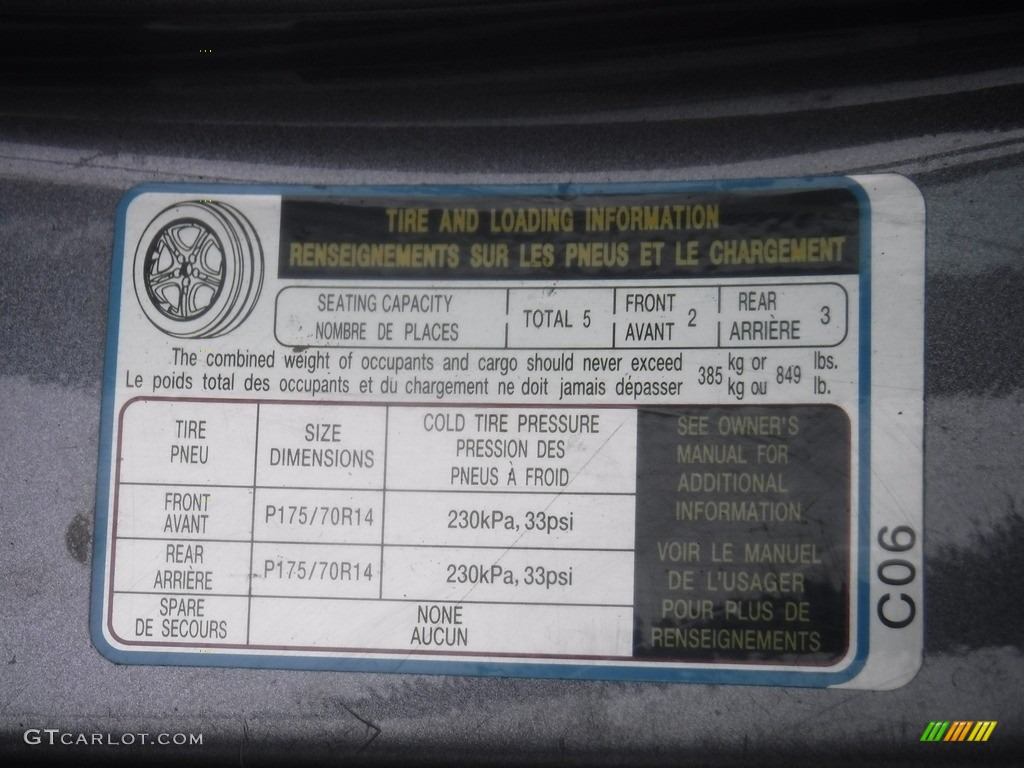 TIRE AND LOADING INFORMATION
RENSEIGNEMENTS SUR LES PNEUS ET LE CHARGEMENT
SEATING CAPACITY
NOMBRE DE PLACES
TOTAL 5
FRONT
AVANT
2
REAR
ARRIÈRE
3
The combined weight of occupants and cargo should never exceed
Le poids total des occupants et du chargement ne doit jamais dépasser
385
kg or
kg ou
849
lbs.
lb.
TIRE
PNEU
SIZE
DIMENSIONS
COLD TIRE PRESSURE
PRESSION DES
PNEUS À FROID
FRONT
AVANT
P175/70R14
230kPa, 33psi
REAR
ARRIÈRE
P175/70R14
230kPa, 33psi
SPARE
DE SECOURS
NONE
AUCUN
SEE OWNER'S
MANUAL FOR
ADDITIONAL
INFORMATION
VOIR LE MANUEL
DE L'USAGER
POUR PLUS DE
RENSEIGNEMENTS
C06
GTCARLOT.COM